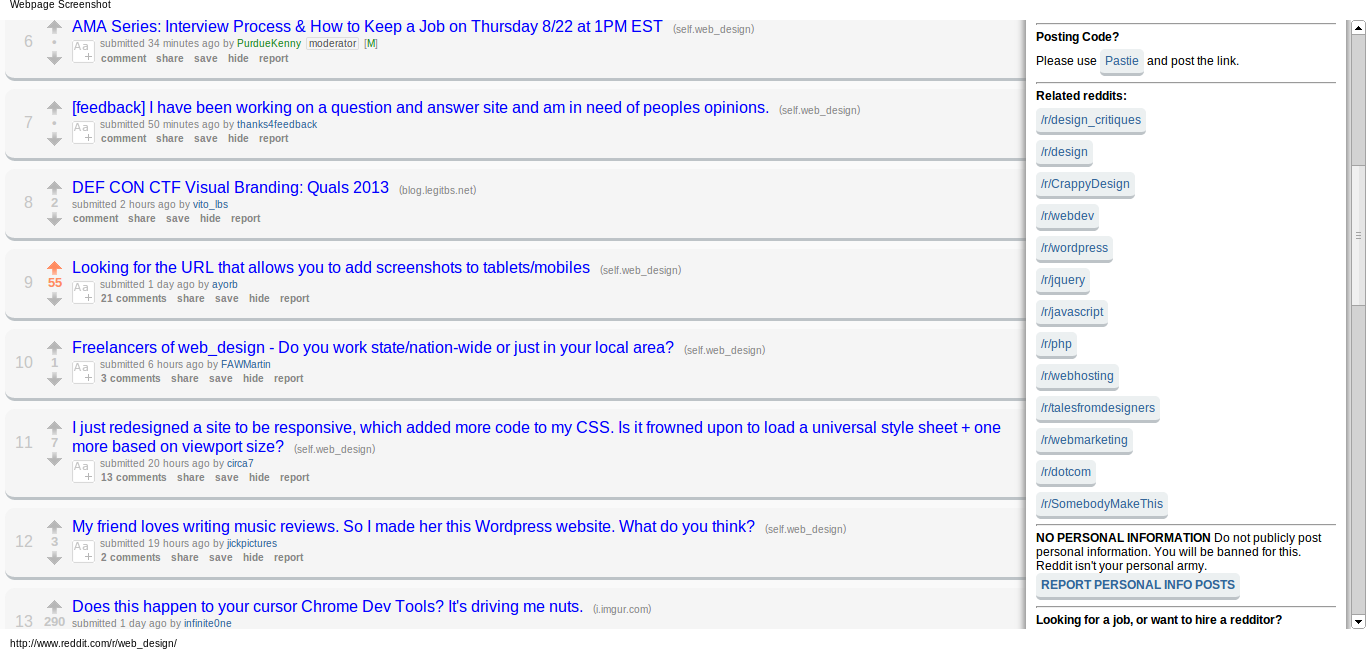 Webpage Screenshot
6
AMA Series: Interview Process & How to Keep a Job on Thursday 8/22 at 1PM EST (self.web_design)
•
Aa+ submitted 34 minutes ago by PurdueKenny moderator [M]
comment share save hide report
7
[feedback] I have been working on a question and answer site and am in need of peoples opinions. (self.web_design)
•
Aa+ submitted 50 minutes ago by thanks4feedback
comment share save hide report
8
DEF CON CTF Visual Branding: Quals 2013 (blog.legitbs.net)
2
submitted 2 hours ago by vito_lbs
comment share save hide report
9
Looking for the URL that allows you to add screenshots to tablets/mobiles (self.web_design)
55
Aa+ submitted 1 day ago by ayorb
21 comments share save hide report
10
Freelancers of web_design - Do you work state/nation-wide or just in your local area? (self.web_design)
1
Aa+ submitted 6 hours ago by FAWMartin
3 comments share save hide report
11
I just redesigned a site to be responsive, which added more code to my CSS. Is it frowned upon to load a universal style sheet + one
more based on viewport size? (self.web_design)
7
Aa+ submitted 20 hours ago by circa7
13 comments share save hide report
12
My friend loves writing music reviews. So I made her this Wordpress website. What do you think? (self.web_design)
3
Aa+ submitted 19 hours ago by jickpictures
2 comments share save hide report
13
Does this happen to your cursor Chrome Dev Tools? It's driving me nuts. (i.imgur.com)
290
submitted 1 day ago by infinite0ne
Posting Code?
Please use Pastie and post the link.
Related reddits:
/r/design_critiques
/r/design
/r/CrappyDesign
/r/webdev
/r/wordpress
/r/jquery
/r/javascript
/r/php
/r/webhosting
/r/talesfromdesigners
/r/webmarketing
/r/dotcom
/r/SomebodyMakeThis
NO PERSONAL INFORMATION Do not publicly post
personal information. You will be banned for this.
Reddit isn't your personal army.
REPORT PERSONAL INFO POSTS
Looking for a job, or want to hire a redditor?
http://www.reddit.com/r/web_design/